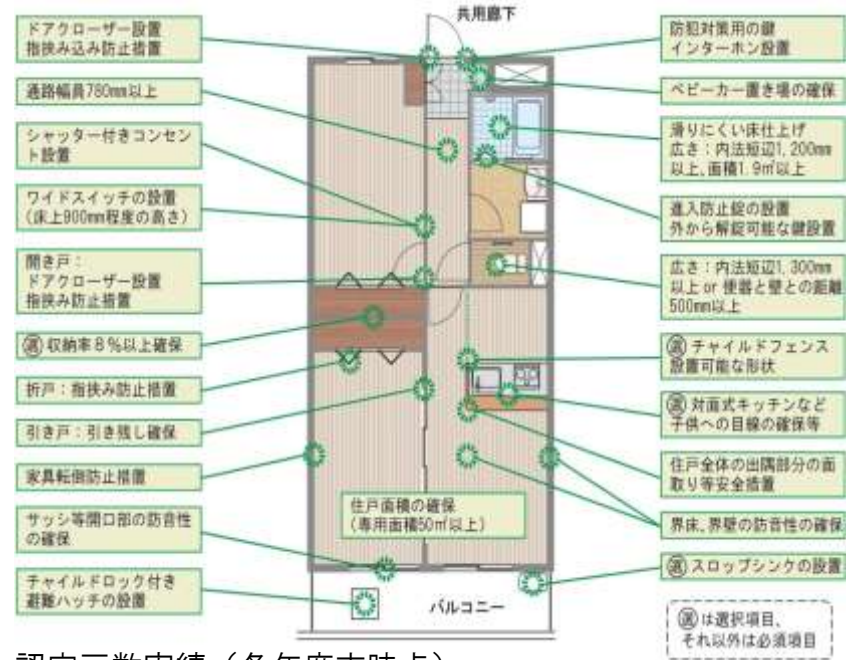 共用廊下
ドアクローザー設置
指挟み込み防止措置
通路幅員780mm以上
シャッター付きコンセン
ト設置
ワイドスイッチの設置
(床上900mm程度の高さ)
開き戸：
ドアクローザー設置
指挟み防止措置
選 収納率８％以上確保
折戸：指挟み防止措置
引き戸：引き残し確保
家具転倒防止措置
サッシ等開口部の防音性
の確保
チャイルドロック付き
避難ハッチの設置
住戸面積の確保
(専用面積50㎡以上)
バルコニー
防犯対策用の鍵
インターホン設置
ベビーカー置き場の確保
滑りにくい床仕上げ
広さ：内法短辺1,200mm
以上、面積1.9㎡以上
進入防止錠の設置
外から解錠可能な鍵設置
広さ：内法短辺1,300mm
以上 or 便器と壁との距離
500mm以上
選 チャイルドフェンス
設置可能な形状
選 対面式キッチンなど
子供への目線の確保等
住戸全体の出隅部分の面
取り等安全措置
界床、界壁の防音性の確保
選 スロップシンクの設置
選は選択項目、
それ以外は必須項目